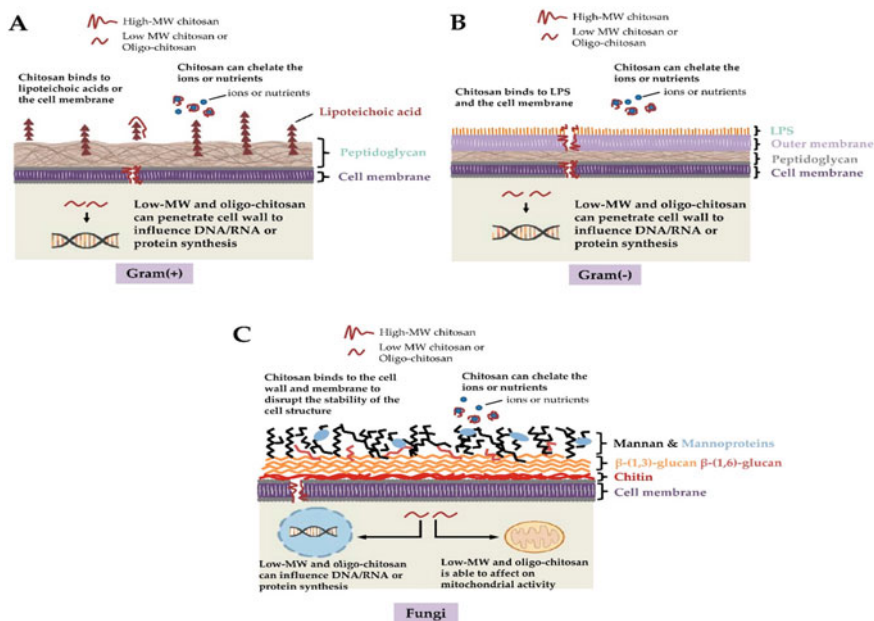 A
High-MW chitosan
Low MW chitosan or
Oligo-chitosan
Chitosan binds to
lipoteichoic acids or
the cell membrane
Chitosan can chelate the
ions or nutrients
ions or nutrients
Lipoteichoic acid
Peptidoglycan
Cell membrane
Low-MW and oligo-chitosan
can penetrate cell wall to
influence DNA/RNA or
protein synthesis
Gram(+)
B
High-MW chitosan
Low MW chitosan or
Oligo-chitosan
Chitosan binds to LPS
and the cell membrane
Chitosan can chelate the
ions or nutrients
ions or nutrients
LPS
Outer membrane
Peptidoglycan
Cell membrane
Low-MW and oligo-chitosan
can penetrate cell wall to
influence DNA/RNA or
protein synthesis
Gram(-)
C
High-MW chitosan
Low MW chitosan or
Oligo-chitosan
Chitosan binds to the cell
wall and membrane to
disrupt the stability of the
cell structure
Chitosan can chelate the
ions or nutrients
ions or nutrients
Mannan & Mannoproteins
β-(1,3)-glucan β-(1,6)-glucan
Chitin
Cell membrane
Low-MW and oligo-chitosan
can influence DNA/RNA or
protein synthesis
Low-MW and oligo-chitosan
is able to affect on
mitochondrial activity
Fungi